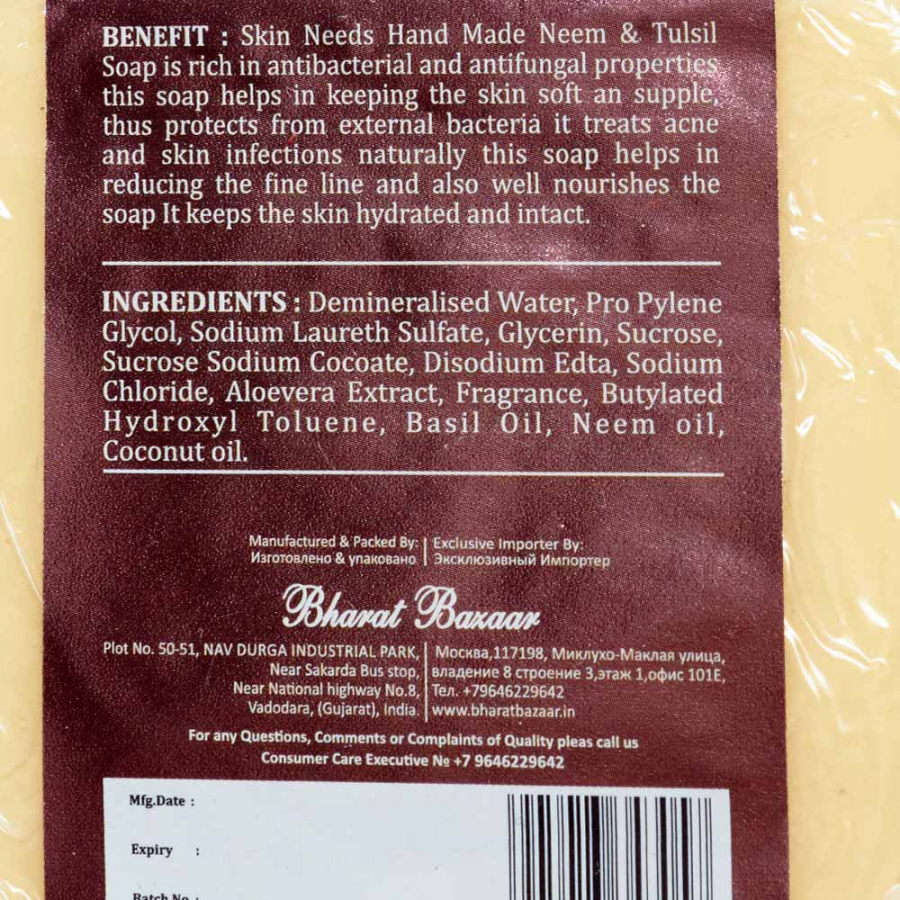 BENEFIT : Skin Needs Hand Made Neem & Tulsil
Soap is rich in antibacterial and antifungal properties
this soap helps in keeping the skin soft an supple,
thus protects from external bacteria it treats acne
and skin infections naturally this soap helps in
reducing the fine line and also well nourishes the
soap It keeps the skin hydrated and intact.
INGREDIENTS : Demineralised Water, Pro Pylene
Glycol, Sodium Laureth Sulfate, Glycerin, Sucrose,
Sucrose Sodium Cocoate, Disodium Edta, Sodium
Chloride, Aloevera Extract, Fragrance, Butylated
Hydroxyl Toluene, Basil Oil, Neem oil,
Coconut oil.
Manufactured & Packed By:
Изготовлено & упаковано
Exclusive Importer By:
Эксклюзивный Импортер
Bharat Bazaar
Plot No. 50-51, NAV DURGA INDUSTRIAL PARK,
Near Sakarda Bus stop,
Near National highway No.8,
Vadodara, (Gujarat), India.
Москва,117198, Миклухо-Маклая улица,
владение 8 строение 3,этаж 1,офис 101E,
Тел. +79646229642
www.bharatbazaar.in
For any Questions, Comments or Complaints of Quality pleas call us
Consumer Care Executive № +7 9646229642
Mfg.Date :
Expiry :
Batch No :